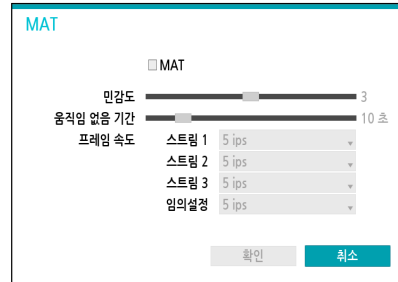 MAT
MAT
민감도 3
움직임 없음 기간 10 초
프레임 속도 스트림 1 5 ips
스트림 2 5 ips
스트림 3 5 ips
임의설정 5 ips
확인 취소